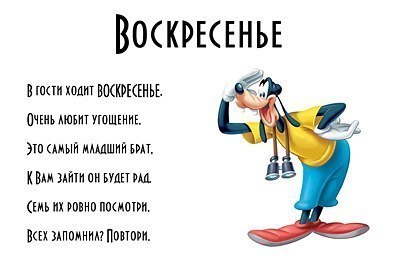 Воскресенье
В гости ходит ВОСКРЕСЕНЬЕ.
Очень любит угощение.
Это самый младший брат.
К Вам зайти он будет рад.
Семь их ровно посмотри.
Всех запомнил? Повтори.